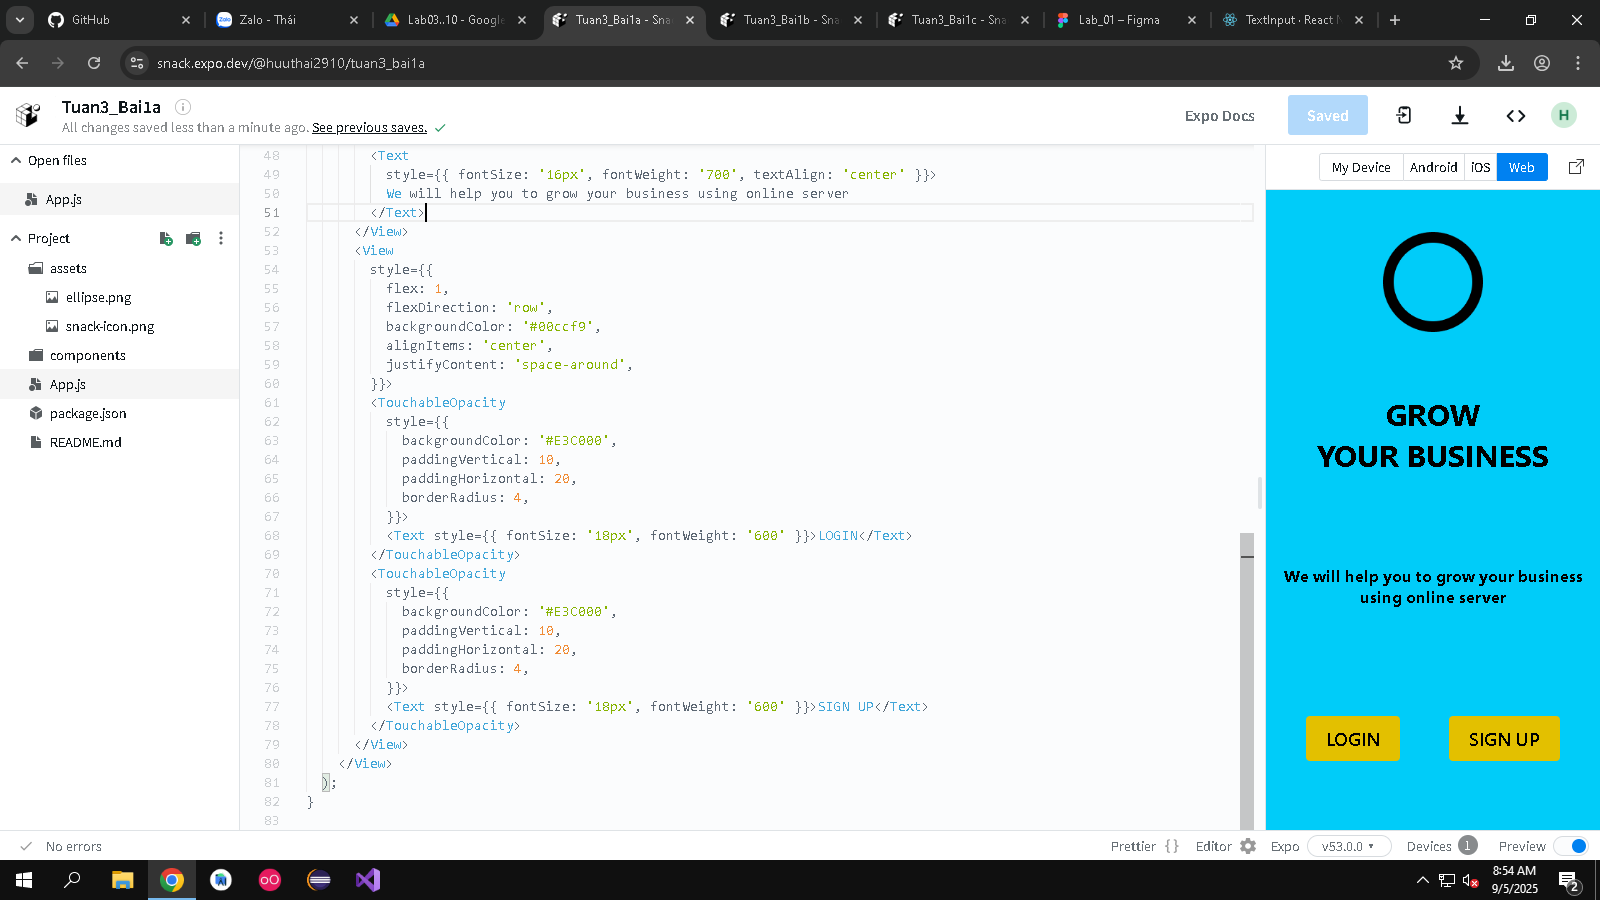 GitHub
Zalo - Thái
Lab03..10 - Google
Tuan3_Bai1a - Snac
Tuan3_Bai1b - Sna
Tuan3_Bai1c - Sna
Lab_01 – Figma
TextInput · React N
snack.expo.dev/@huuthai2910/tuan3_bai1a
Tuan3_Bai1a
All changes saved less than a minute ago. See previous saves.
Expo Docs
Saved
H
Open files
App.js
Project
assets
ellipse.png
snack-icon.png
components
App.js
package.json
README.md
48 <Text
49 style={{ fontSize: '16px', fontWeight: '700', textAlign: 'center' }}>
50 We will help you to grow your business using online server
51 </Text>
52 </View>
53 <View
54 style={{
55 flex: 1,
56 flexDirection: 'row',
57 backgroundColor: '#00ccf9',
58 alignItems: 'center',
59 justifyContent: 'space-around',
60 }}>
61 <TouchableOpacity
62 style={{
63 backgroundColor: '#E3C000',
64 paddingVertical: 10,
65 paddingHorizontal: 20,
66 borderRadius: 4,
67 }}>
68 <Text style={{ fontSize: '18px', fontWeight: '600' }}>LOGIN</Text>
69 </TouchableOpacity>
70 <TouchableOpacity
71 style={{
72 backgroundColor: '#E3C000',
73 paddingVertical: 10,
74 paddingHorizontal: 20,
75 borderRadius: 4,
76 }}>
77 <Text style={{ fontSize: '18px', fontWeight: '600' }}>SIGN UP</Text>
78 </TouchableOpacity>
79 </View>
80 </View>
81 );
82 }
83
My Device
Android
iOS
Web
GROW
YOUR BUSINESS
We will help you to grow your business
using online server
LOGIN
SIGN UP
No errors
Prettier { }
Editor
Expo
v53.0.0
Devices 1
Preview
8:54 AM
9/5/2025
2